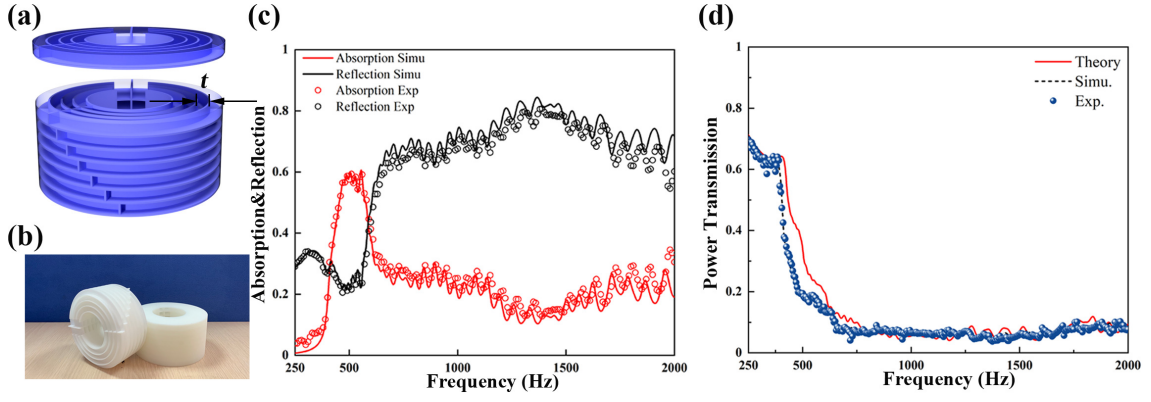 (a)
t
(b)
(c)
Absorption&Reflection
1
0.8
0.6
0.4
0.2
0
Absorption Simu
Reflection Simu
Absorption Exp
Reflection Exp
250
500
1000
1500
2000
Frequency (Hz)
(d)
Power Transmission
1
0.8
0.6
0.4
0.2
0
Theory
Simu.
Exp.
250
500
1000
1500
2000
Frequency (Hz)